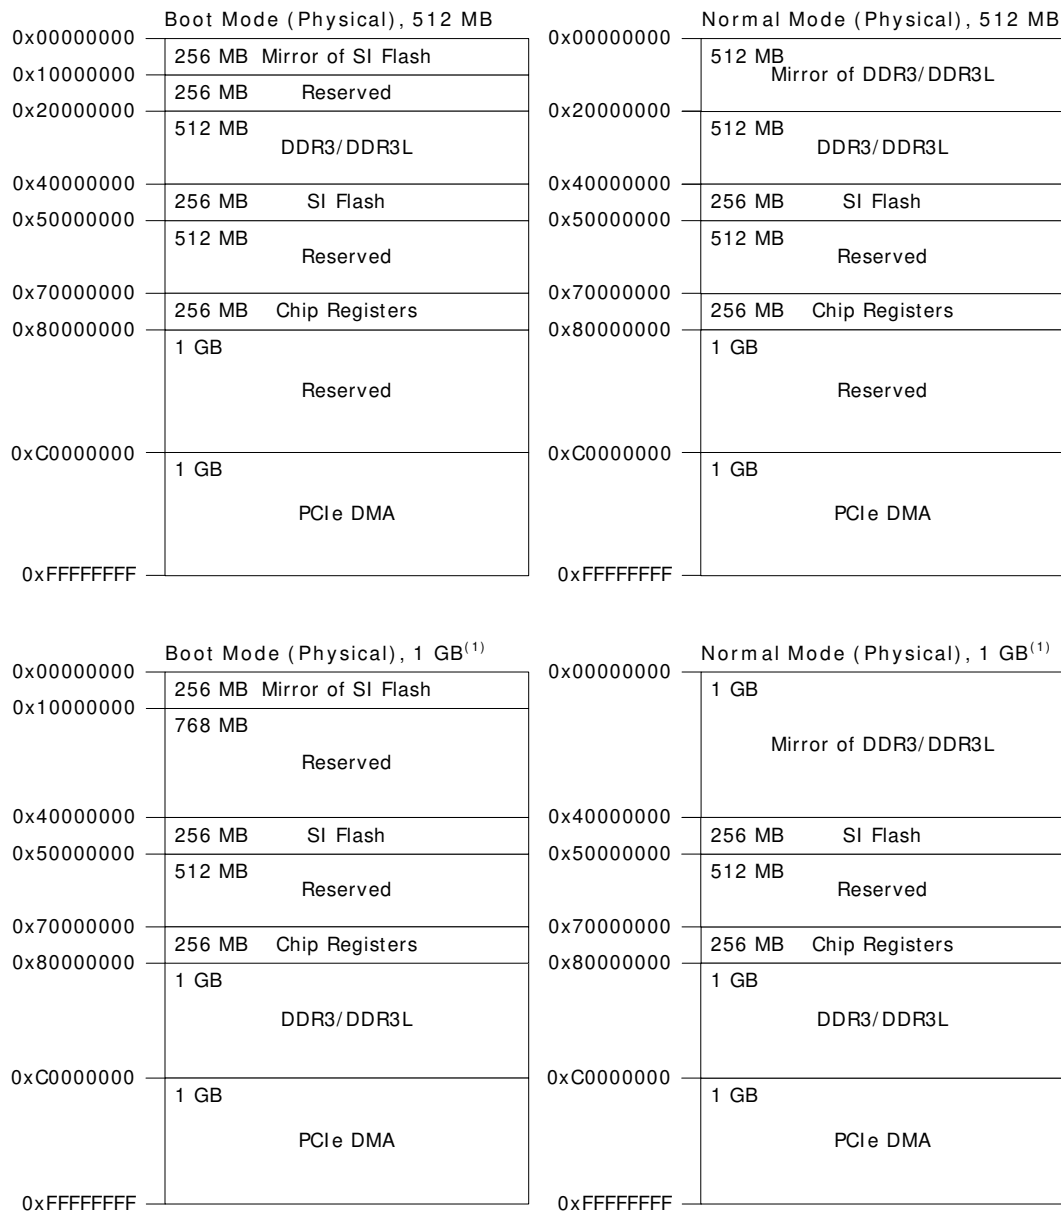 Boot Mode (Physical), 512 MB
0x00000000
256 MB Mirror of SI Flash
0x10000000
256 MB Reserved
0x20000000
512 MB
DDR3/DDR3L
0x40000000
256 MB SI Flash
0x50000000
512 MB
Reserved
0x70000000
256 MB Chip Registers
0x80000000
1 GB
Reserved
0xC0000000
1 GB
PCIe DMA
0xFFFFFFFF
Normal Mode (Physical), 512 MB
0x00000000
512 MB
Mirror of DDR3/DDR3L
0x20000000
512 MB
DDR3/DDR3L
0x40000000
256 MB SI Flash
0x50000000
512 MB
Reserved
0x70000000
256 MB Chip Registers
0x80000000
1 GB
Reserved
0xC0000000
1 GB
PCIe DMA
0xFFFFFFFF
Boot Mode (Physical), 1 GB(1)
0x00000000
256 MB Mirror of SI Flash
0x10000000
768 MB
Reserved
0x40000000
256 MB SI Flash
0x50000000
512 MB
Reserved
0x70000000
256 MB Chip Registers
0x80000000
1 GB
DDR3/DDR3L
0xC0000000
1 GB
PCIe DMA
0xFFFFFFFF
Normal Mode (Physical), 1 GB(1)
0x00000000
1 GB
Mirror of DDR3/DDR3L
0x40000000
256 MB SI Flash
0x50000000
512 MB
Reserved
0x70000000
256 MB Chip Registers
0x80000000
1 GB
DDR3/DDR3L
0xC0000000
1 GB
PCIe DMA
0xFFFFFFFF